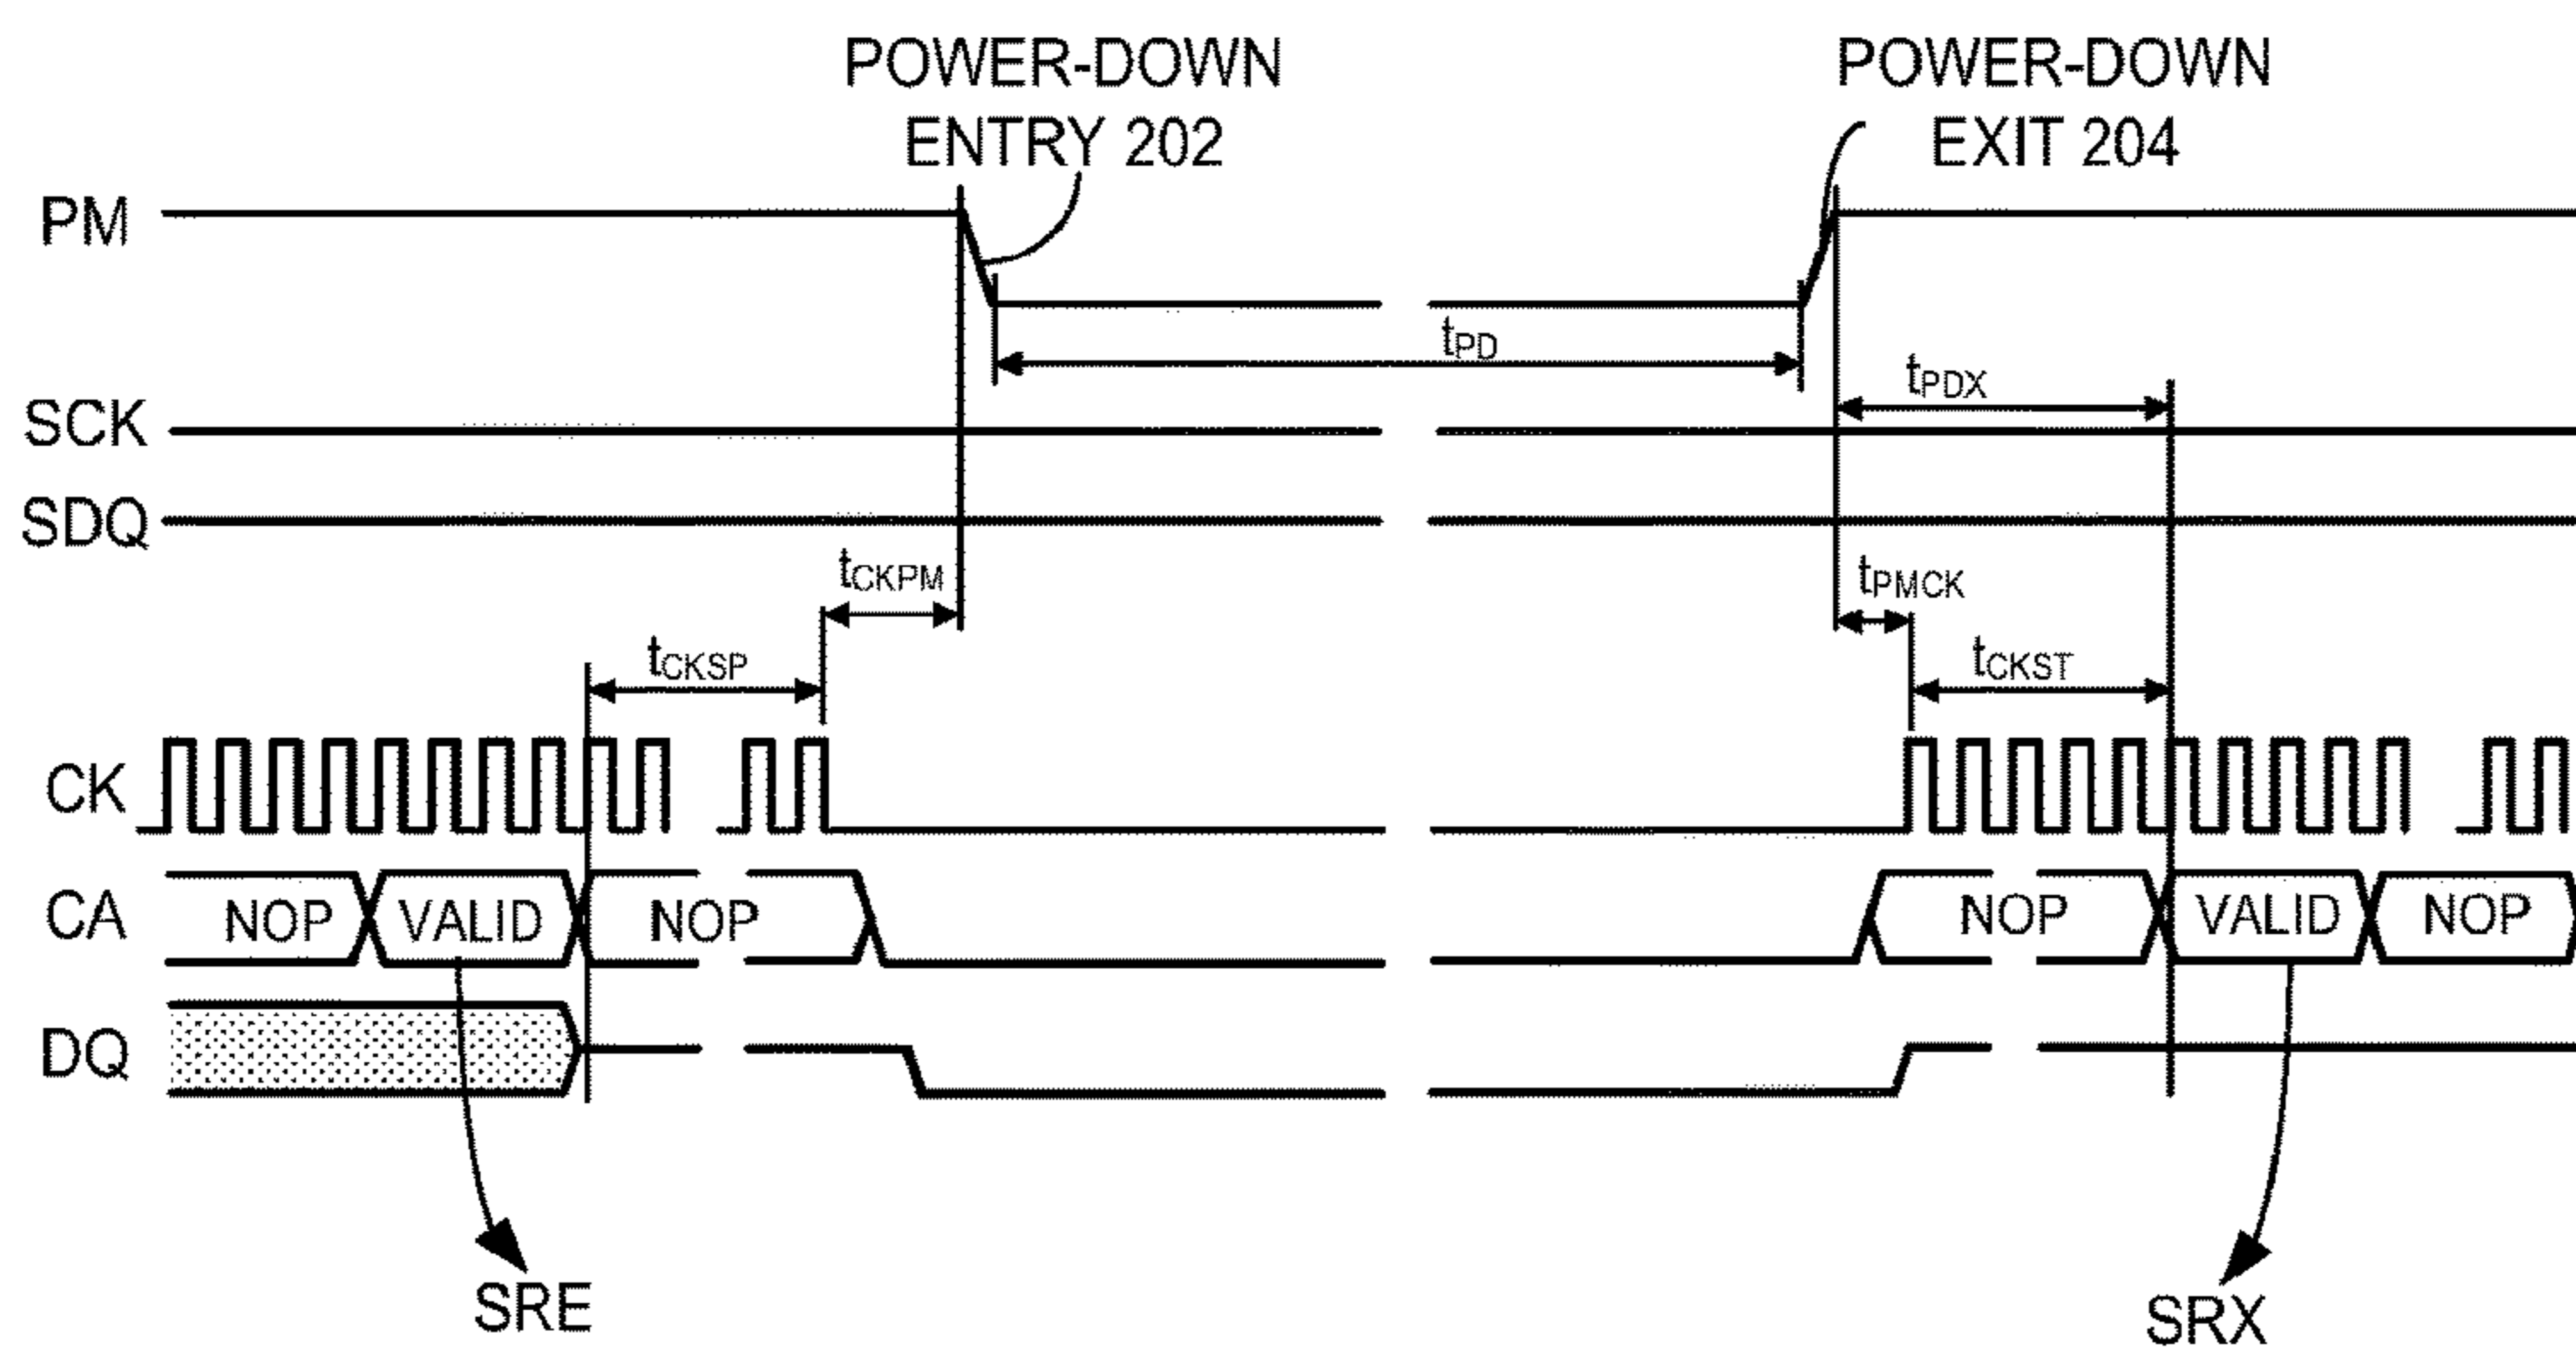 POWER-DOWN
ENTRY 202
POWER-DOWN
EXIT 204
PM
tPD
tPDX
SCK
SDQ
tCKPM
tPMCK
tCKSP
tCKST
CK
CA
NOP
VALID
NOP
NOP
VALID
NOP
DQ
SRE
SRX